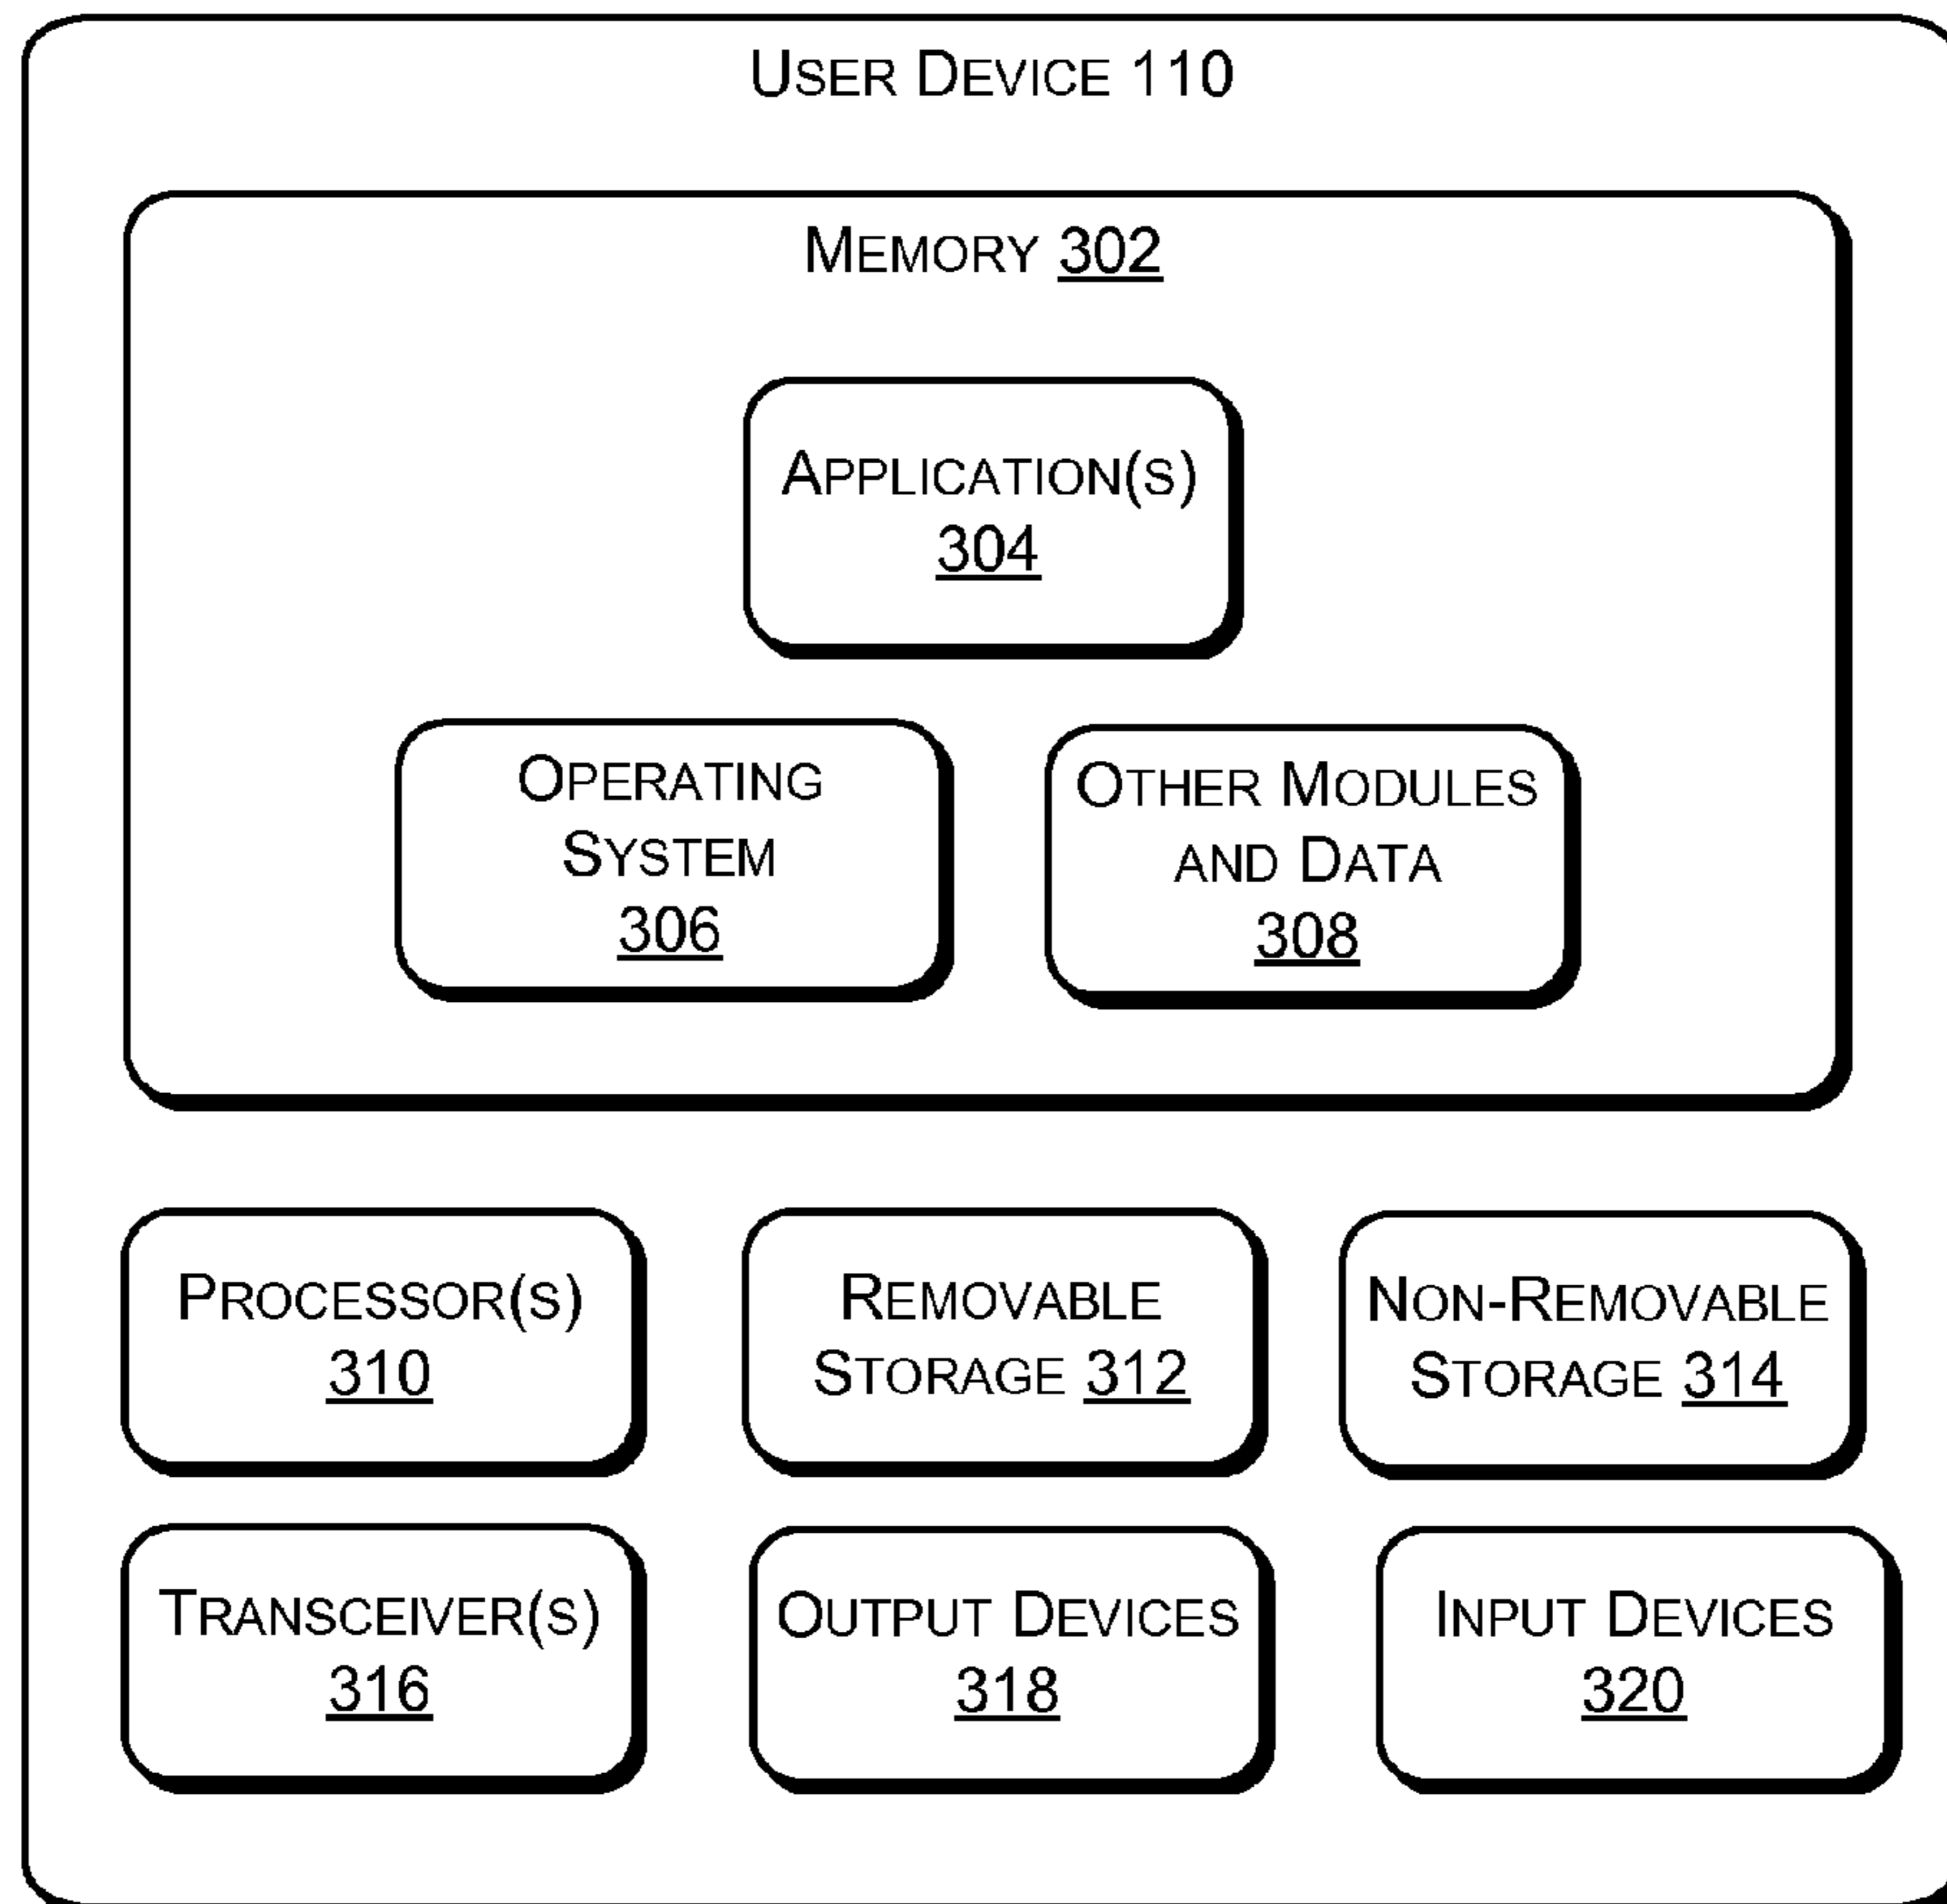 USER DEVICE 110
MEMORY 302
APPLICATION(S)
304
OPERATING
SYSTEM
306
OTHER MODULES
AND DATA
308
PROCESSOR(S)
310
REMOVABLE
STORAGE 312
NON-REMOVABLE
STORAGE 314
TRANSCEIVER(S)
316
OUTPUT DEVICES
318
INPUT DEVICES
320